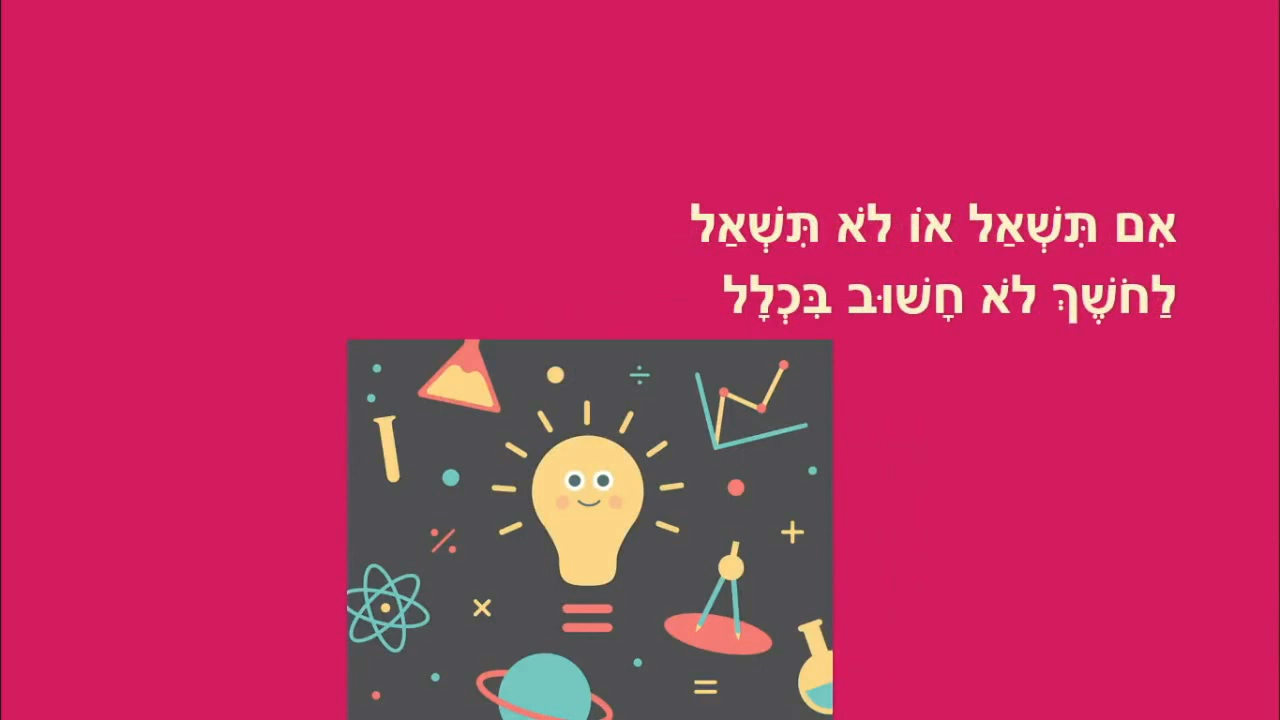 אִם תִּשְׁאַל אוֹ לֹא תִּשְׁאַל
לַחֹשֶׁךְ לֹא חָשׁוּב בִּכְלָל